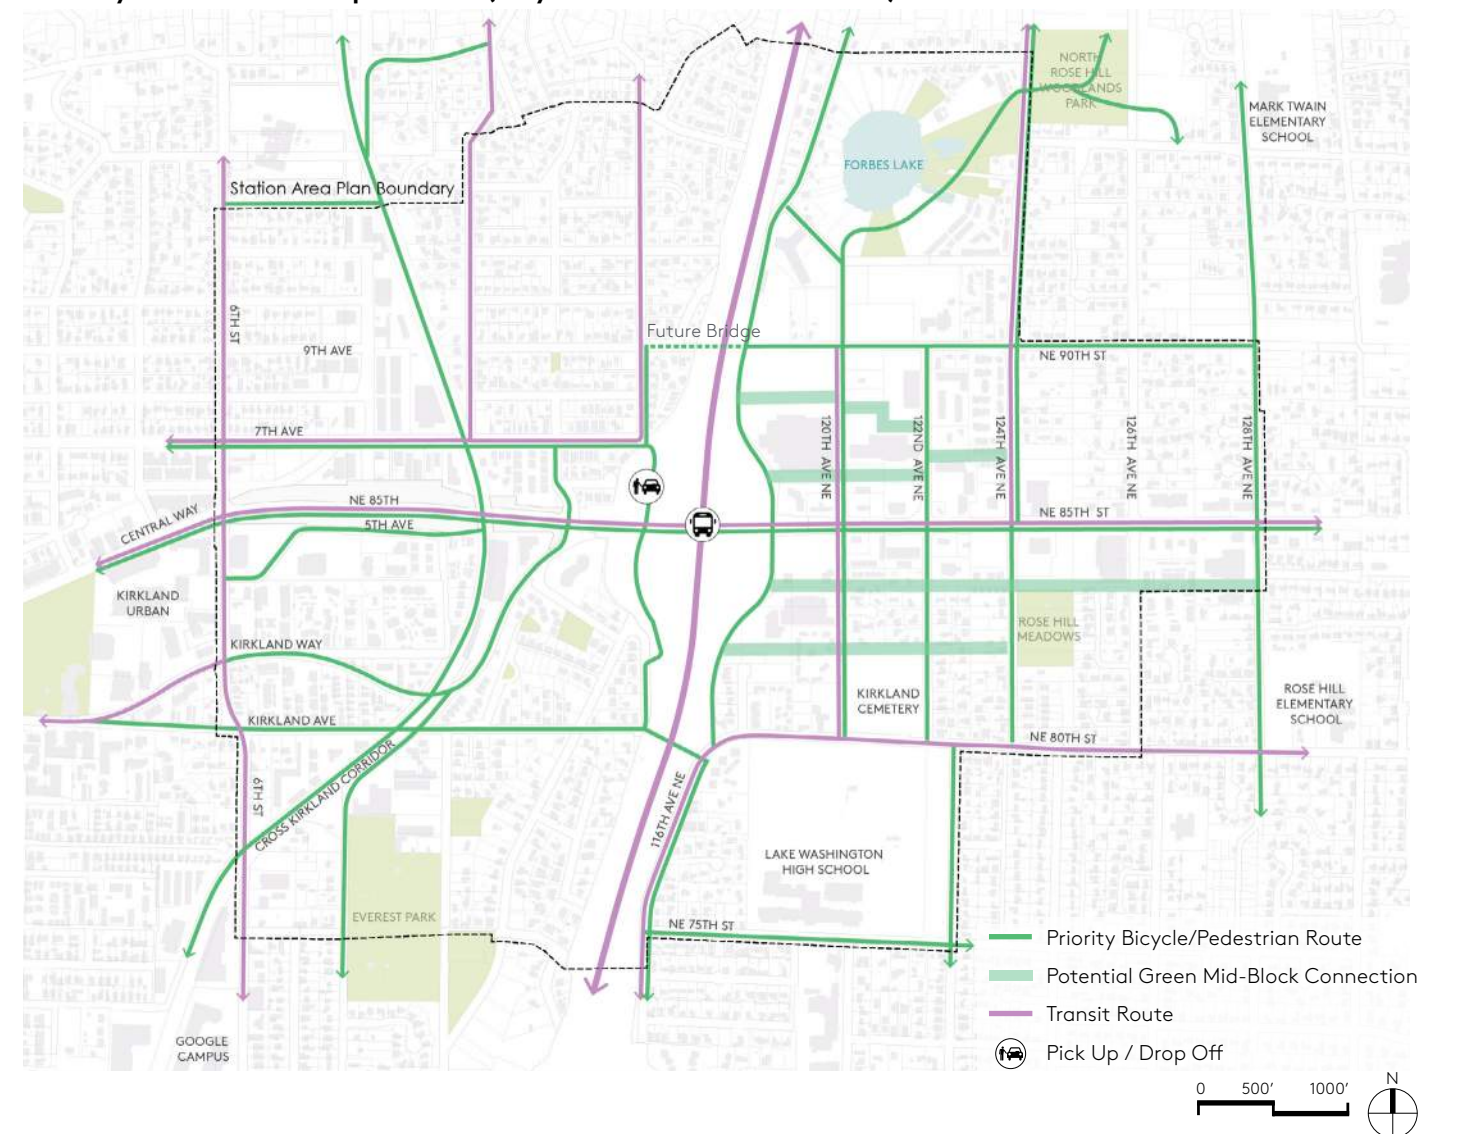 NORTH
ROSE HILL
WOODLANDS
PARK
MARK TWAIN
ELEMENTARY
SCHOOL
FORBES LAKE
Station Area Plan Boundary
6TH ST
Future Bridge
9TH AVE
NE 90TH ST
7TH AVE
120TH AVE NE
122ND AVE NE
124TH AVE NE
126TH AVE NE
128TH AVE NE
NE 85TH
CENTRAL WAY
5TH AVE
NE 85TH ST
KIRKLAND
URBAN
ROSE HILL
MEADOWS
KIRKLAND WAY
KIRKLAND
CEMETERY
ROSE HILL
ELEMENTARY
SCHOOL
KIRKLAND AVE
NE 80TH ST
6TH ST
CROSS KIRKLAND CORRIDOR
116TH AVE NE
LAKE WASHINGTON
HIGH SCHOOL
EVEREST PARK
NE 75TH ST
GOOGLE
CAMPUS
Priority Bicycle/Pedestrian Route
Potential Green Mid-Block Connection
Transit Route
Pick Up / Drop Off
0 500' 1000'
N